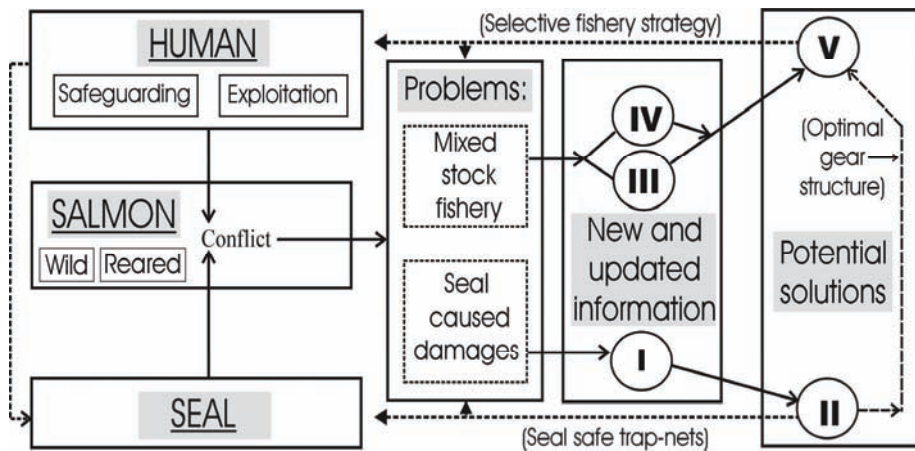 (Selective fishery strategy)
HUMAN
Safeguarding
Exploitation
SALMON
Wild
Reared
Conflict
SEAL
Problems:
Mixed
stock
fishery
Seal
caused
damages
IV
III
New and
updated
information
I
V
(Optimal
gear
structure)
Potential
solutions
II
(Seal safe trap-nets)